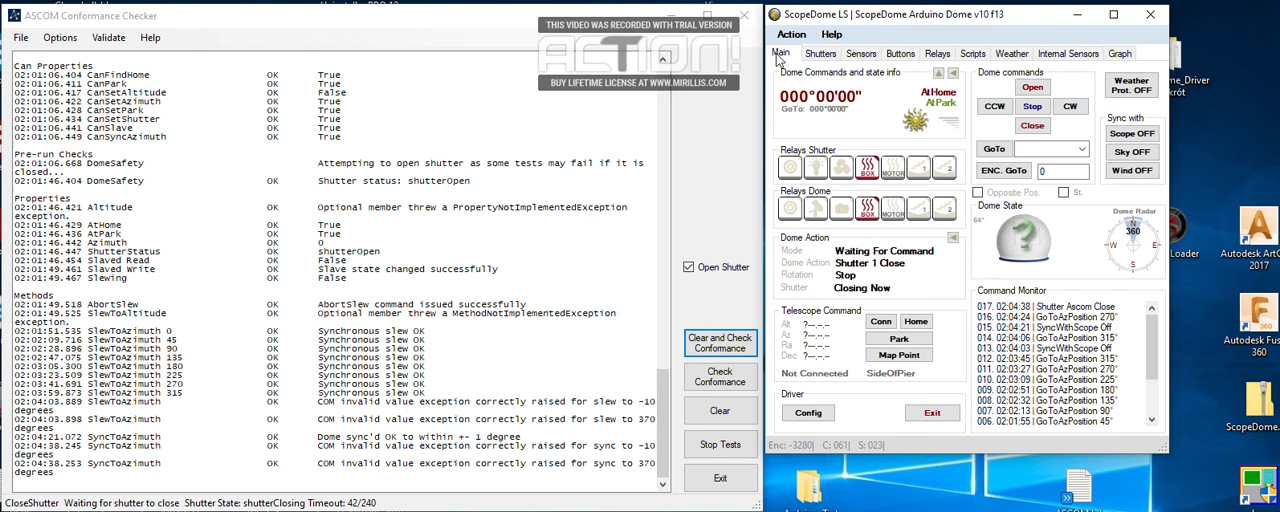 ASCOM Conformance Checker
THIS VIDEO WAS RECORDED WITH TRIAL VERSION
ACTION!
BUY LIFETIME LICENSE AT WWW.MIRILLIS.COM
File Options Validate Help
Can Properties
02:01:06.404 CanFindHome OK True
02:01:06.411 CanPark OK True
02:01:06.417 CanSetAltitude OK False
02:01:06.422 CanSetAzimuth OK True
02:01:06.428 CanSetPark OK True
02:01:06.434 CanSetShutter OK True
02:01:06.441 CanSlave OK True
02:01:06.449 CanSyncAzimuth OK True
Pre-run Checks
02:01:06.668 DomeSafety Attempting to open shutter as some tests may fail if it is
closed...
02:01:46.404 DomeSafety OK Shutter status: shutterOpen
Properties
02:01:46.421 Altitude OK Optional member threw a PropertyNotImplementedException
exception.
02:01:46.429 AtHome OK True
02:01:46.436 AtPark OK True
02:01:46.442 Azimuth OK 0
02:01:46.447 ShutterStatus OK shutterOpen
02:01:46.454 Slaved Read OK False
02:01:49.461 Slaved Write OK Slave state changed successfully
02:01:49.467 Slewing OK False
Methods
02:01:49.518 AbortSlew OK AbortSlew command issued successfully
02:01:49.525 SlewToAltitude OK Optional member threw a MethodNotImplementedException
exception.
02:01:51.535 SlewToAzimuth 0 OK Synchronous slew OK
02:02:09.716 SlewToAzimuth 45 OK Synchronous slew OK
02:02:28.896 SlewToAzimuth 90 OK Synchronous slew OK
02:02:47.075 SlewToAzimuth 135 OK Synchronous slew OK
02:03:05.300 SlewToAzimuth 180 OK Synchronous slew OK
02:03:23.509 SlewToAzimuth 225 OK Synchronous slew OK
02:03:41.691 SlewToAzimuth 270 OK Synchronous slew OK
02:03:59.873 SlewToAzimuth 315 OK Synchronous slew OK
02:04:03.889 SlewToAzimuth OK COM invalid value exception correctly raised for slew to -10
degrees
02:04:03.898 SlewToAzimuth OK COM invalid value exception correctly raised for slew to 370
degrees
02:04:21.072 SyncToAzimuth OK Dome sync'd OK to within +- 1 degree
02:04:38.245 SyncToAzimuth OK COM invalid value exception correctly raised for sync to -10
degrees
02:04:38.253 SyncToAzimuth OK COM invalid value exception correctly raised for sync to 370
degrees
Open Shutter
Clear and Check
Conformance
Check
Conformance
Clear
Stop Tests
Exit
CloseShutter Waiting for shutter to close Shutter State: shutterClosing Timeout: 42/240
ScopeDome LS | ScopeDome Arduino Dome v10 f13
Action Help
Main Shutters Sensors Buttons Relays Scripts Weather Internal Sensors Graph
Dome Commands and state info
000°00'00"
GoTo: 000°00'00"
At Home
At Park
Relays Shutter
BOX MOTOR 1 2
Relays Dome
BOX MOTOR 1 2
Dome Action
Mode Waiting For Command
Dome Action Shutter 1 Close
Rotation Stop
Shutter Closing Now
Telescope Command
Alt ?---.--.--
Az ?---.--.--
Ra ?---.--.--
Dec ?---.--.--
Conn Home
Park
Map Point
Not Connected SideOfPier
Driver
Config Exit
Dome commands
Open
CCW Stop CW
Close
GoTo
ENC. GoTo 0
Opposite Pos. St.
Weather
Prot. OFF
Sync with
Scope OFF
Sky OFF
Wind OFF
Dome State
64°
?
Dome Radar
N
360
W E
S
Command Monitor
017. 02:04:38 | Shutter Ascom Close
016. 02:04:24 | GoToAzPosition 270°
015. 02:04:21 | SyncWithScope Off
014. 02:04:06 | GoToAzPosition 315°
013. 02:04:03 | SyncWithScope Off
012. 02:03:45 | GoToAzPosition 315°
011. 02:03:27 | GoToAzPosition 270°
010. 02:03:09 | GoToAzPosition 225°
009. 02:02:51 | GoToAzPosition 180°
008. 02:02:32 | GoToAzPosition 135°
007. 02:02:13 | GoToAzPosition 90°
006. 02:01:55 | GoToAzPosition 45°
Enc: -3280| C: 061| S: 023|
me_Driver
krót
Loader
Autodesk ArtC
2017
Autodesk Fus
360
ScopeDome.